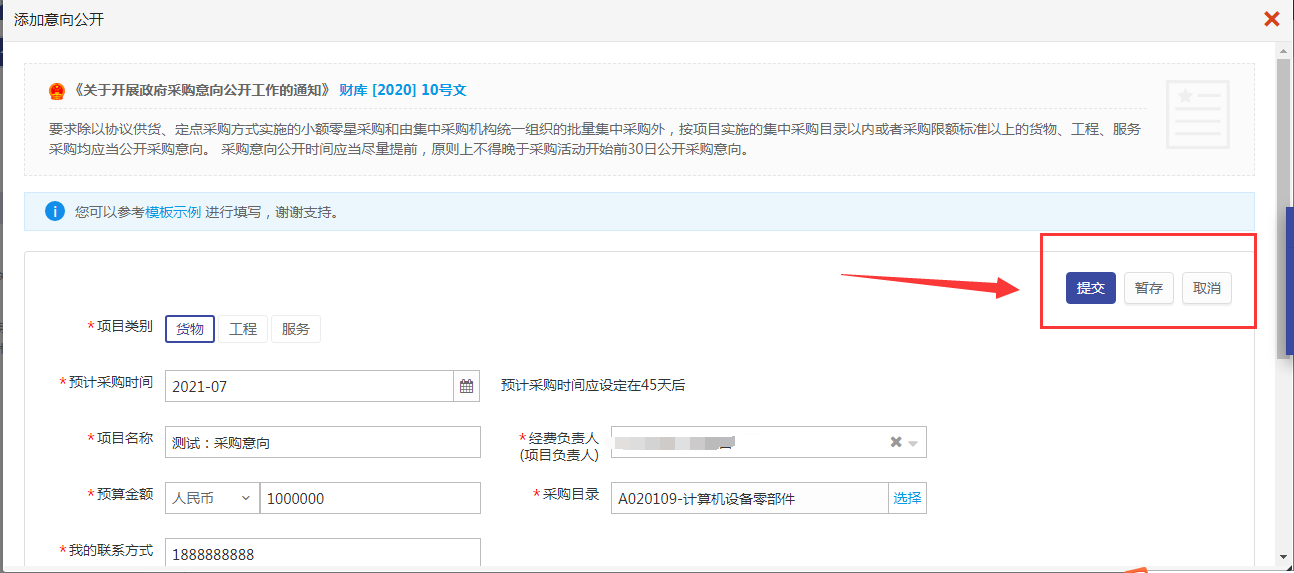 添加意向公开
《关于开展政府采购意向公开工作的通知》 财库 [2020] 10号文
要求除以协议供货、定点采购方式实施的小额零星采购和由集中采购机构统一组织的批量集中采购外，按项目实施的集中采购目录以内或者采购限额标准以上的货物、工程、服务
采购均应当公开采购意向。 采购意向公开时间应当尽量提前，原则上不得晚于采购活动开始前30日公开采购意向。
您可以参考模板示例 进行填写，谢谢支持。
提交 暂存 取消
*项目类别 货物 工程 服务
*预计采购时间 2021-07 预计采购时间应设定在45天后
*项目名称 测试：采购意向 *经费负责人
(项目负责人)
*预算金额 人民币 1000000 *采购目录 A020109-计算机设备零部件 选择
*我的联系方式 1888888888